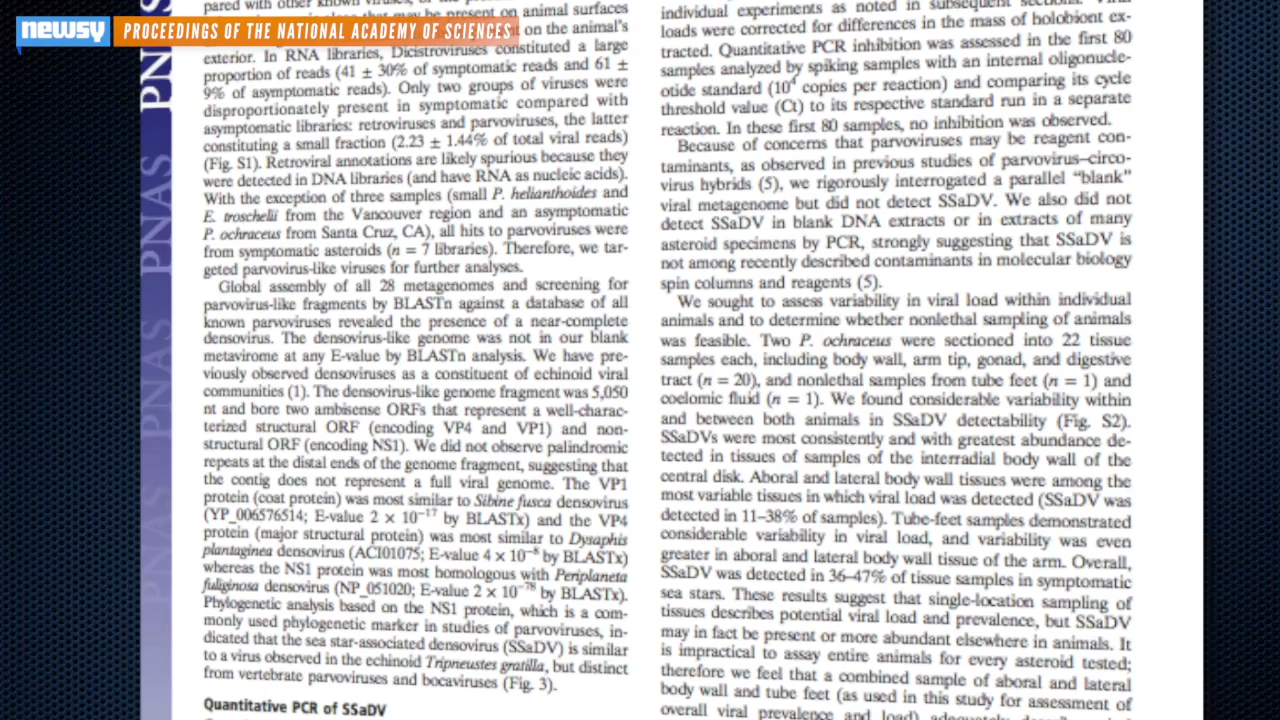 newsy
PROCEEDINGS OF THE NATIONAL ACADEMY OF SCIENCES
PNAS
PNAS
PNAS
PNAS
may be present on animal surfaces
on the animal's
exterior. In RNA libraries, Dicistroviruses constituted a large
proportion of reads (41 ± 30% of symptomatic reads and 61 ±
9% of asymptomatic reads). Only two groups of viruses were
disproportionately present in symptomatic compared with
asymptomatic libraries: retroviruses and parvoviruses, the latter
constituting a small fraction (2.23 ± 1.44% of total viral reads)
(Fig. S1). Retroviral annotations are likely spurious because they
were detected in DNA libraries (and have RNA as nucleic acids).
With the exception of three samples (small P. helianthoides and
E. troschelii from the Vancouver region and an asymptomatic
P. ochraceus from Santa Cruz, CA), all hits to parvoviruses were
from symptomatic asteroids (n = 7 libraries). Therefore, we tar-
geted parvovirus-like viruses for further analyses.
Global assembly of all 28 metagenomes and screening for
parvovirus-like fragments by BLASTn against a database of all
known parvoviruses revealed the presence of a near-complete
densovirus. The densovirus-like genome was not in our blank
metavirome at any E-value by BLASTn analysis. We have pre-
viously observed densoviruses as a constituent of echinoid viral
communities (1). The densovirus-like genome fragment was 5,050
nt and bore two ambisense ORFs that represent a well-charac-
terized structural ORF (encoding VP4 and VP1) and non-
structural ORF (encoding NS1). We did not observe palindromic
repeats at the distal ends of the genome fragment, suggesting that
the contig does not represent a full viral genome. The VP1
protein (coat protein) was most similar to Sibine fusca densovirus
(YP_006576514; E-value 2 × 10⁻¹⁷ by BLASTx) and the VP4
protein (major structural protein) was most similar to Dysaphis
plantaginea densovirus (ACI01075; E-value 4 × 10⁻⁸ by BLASTx)
whereas the NS1 protein was most homologous with Periplaneta
fuliginosa densovirus (NP_051020; E-value 2 × 10⁻⁷⁸ by BLASTx).
Phylogenetic analysis based on the NS1 protein, which is a com-
monly used phylogenetic marker in studies of parvoviruses, in-
dicated that the sea star-associated densovirus (SSaDV) is similar
to a virus observed in the echinoid Tripneustes gratilla, but distinct
from vertebrate parvoviruses and bocaviruses (Fig. 3).
Quantitative PCR of SSaDV
individual experiments as noted in subsequent sections. Viral
loads were corrected for differences in the mass of holobiont ex-
tracted. Quantitative PCR inhibition was assessed in the first 80
samples analyzed by spiking samples with an internal oligonucle-
otide standard (10⁴ copies per reaction) and comparing its cycle
threshold value (Ct) to its respective standard run in a separate
reaction. In these first 80 samples, no inhibition was observed.
Because of concerns that parvoviruses may be reagent con-
taminants, as observed in previous studies of parvovirus–circo-
virus hybrids (5), we rigorously interrogated a parallel “blank”
viral metagenome but did not detect SSaDV. We also did not
detect SSaDV in blank DNA extracts or in extracts of many
asteroid specimens by PCR, strongly suggesting that SSaDV is
not among recently described contaminants in molecular biology
spin columns and reagents (5).
We sought to assess variability in viral load within individual
animals and to determine whether nonlethal sampling of animals
was feasible. Two P. ochraceus were sectioned into 22 tissue
samples each, including body wall, arm tip, gonad, and digestive
tract (n = 20), and nonlethal samples from tube feet (n = 1) and
coelomic fluid (n = 1). We found considerable variability within
and between both animals in SSaDV detectability (Fig. S2).
SSaDVs were most consistently and with greatest abundance de-
tected in tissues of samples of the interradial body wall of the
central disk. Aboral and lateral body wall tissues were among the
most variable tissues in which viral load was detected (SSaDV was
detected in 11–38% of samples). Tube-feet samples demonstrated
considerable variability in viral load, and variability was even
greater in aboral and lateral body wall tissue of the arm. Overall,
SSaDV was detected in 36–47% of tissue samples in symptomatic
sea stars. These results suggest that single-location sampling of
tissues describes potential viral load and prevalence, but SSaDV
may in fact be present or more abundant elsewhere in animals. It
is impractical to assay entire animals for every asteroid tested;
therefore we feel that a combined sample of aboral and lateral
body wall and tube feet (as used in this study for assessment of
overall viral prevalence and load) adequately